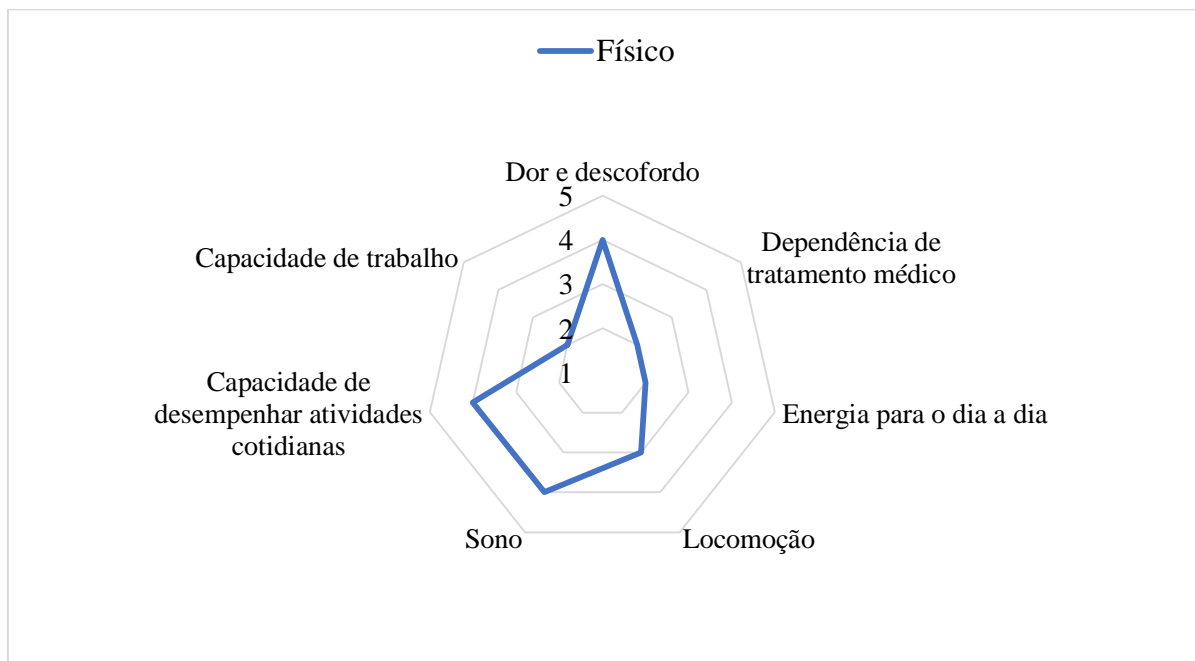 Físico
Dor e descofordo
5
4
3
2
1
Dependência de
tratamento médico
Energia para o dia a dia
Locomoção
Sono
Capacidade de
desempenhar atividades
cotidianas
Capacidade de trabalho